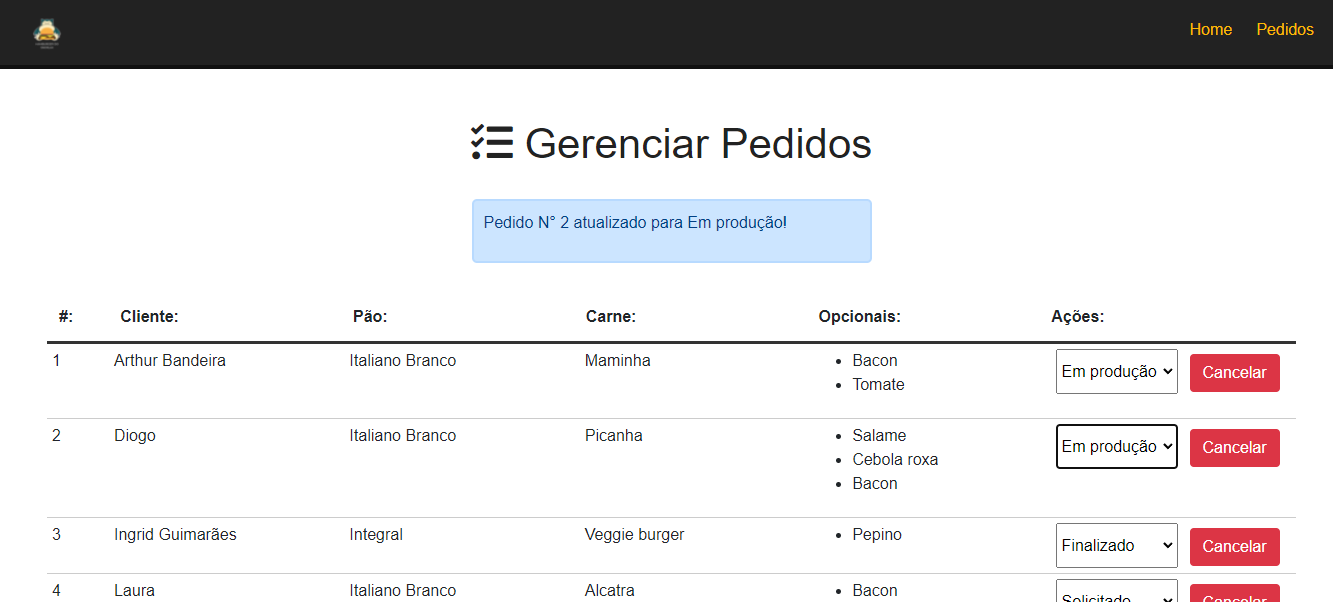 Home Pedidos
Gerenciar Pedidos
Pedido N° 2 atualizado para Em produção!
#: Cliente: Pão: Carne: Opcionais: Ações:
1 Arthur Bandeira Italiano Branco Maminha Bacon Em produção Cancelar
Tomate
2 Diogo Italiano Branco Picanha Salame Em produção Cancelar
Cebola roxa
Bacon
3 Ingrid Guimarães Integral Veggie burger Pepino Finalizado Cancelar
4 Laura Italiano Branco Alcatra Bacon Solicitado Cancelar